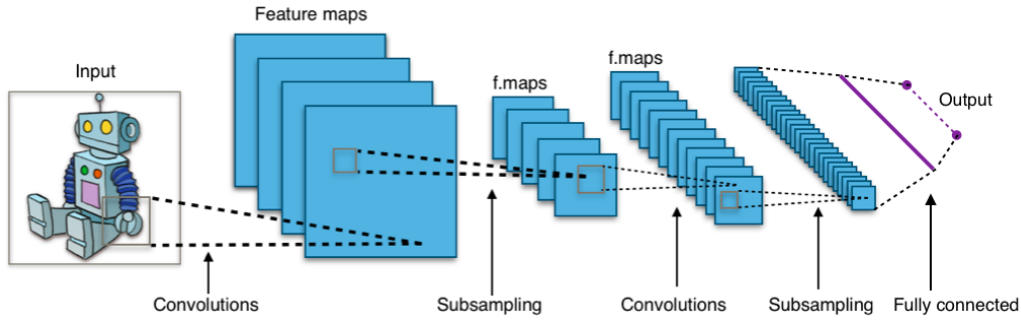 Feature maps
Input
f.maps
f.maps
Output
Convolutions
Subsampling
Convolutions
Subsampling
Fully connected